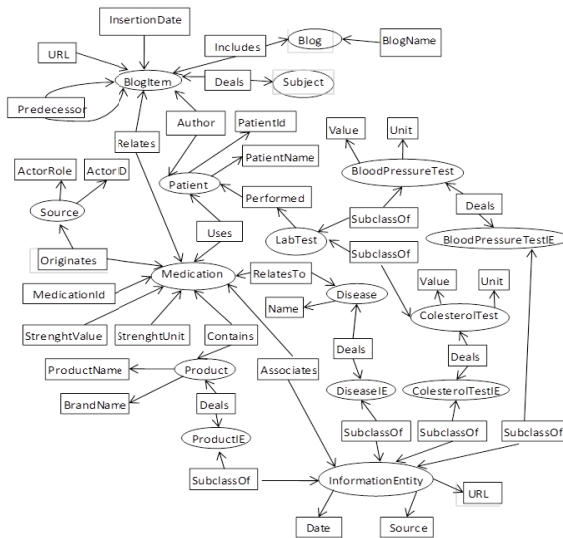 InsertionDate
Includes
Blog
BlogName
URL
BlogItem
Deals
Subject
Predecessor
Relates
Author
PatientId
Value
Unit
PatientName
BloodPressureTest
ActorRole
ActorID
Patient
Performed
SubclassOf
Deals
Source
Uses
LabTest
SubclassOf
BloodPressureTestIE
Originates
Medication
RelatesTo
Value
Unit
MedicationId
Name
Disease
ColesterolTest
StrenghtValue
StrenghtUnit
Contains
Deals
Deals
ProductName
Product
Associates
BrandName
Deals
DiseaseIE
ColesterolTestIE
ProductIE
SubclassOf
SubclassOf
SubclassOf
SubclassOf
InformationEntity
URL
Date
Source